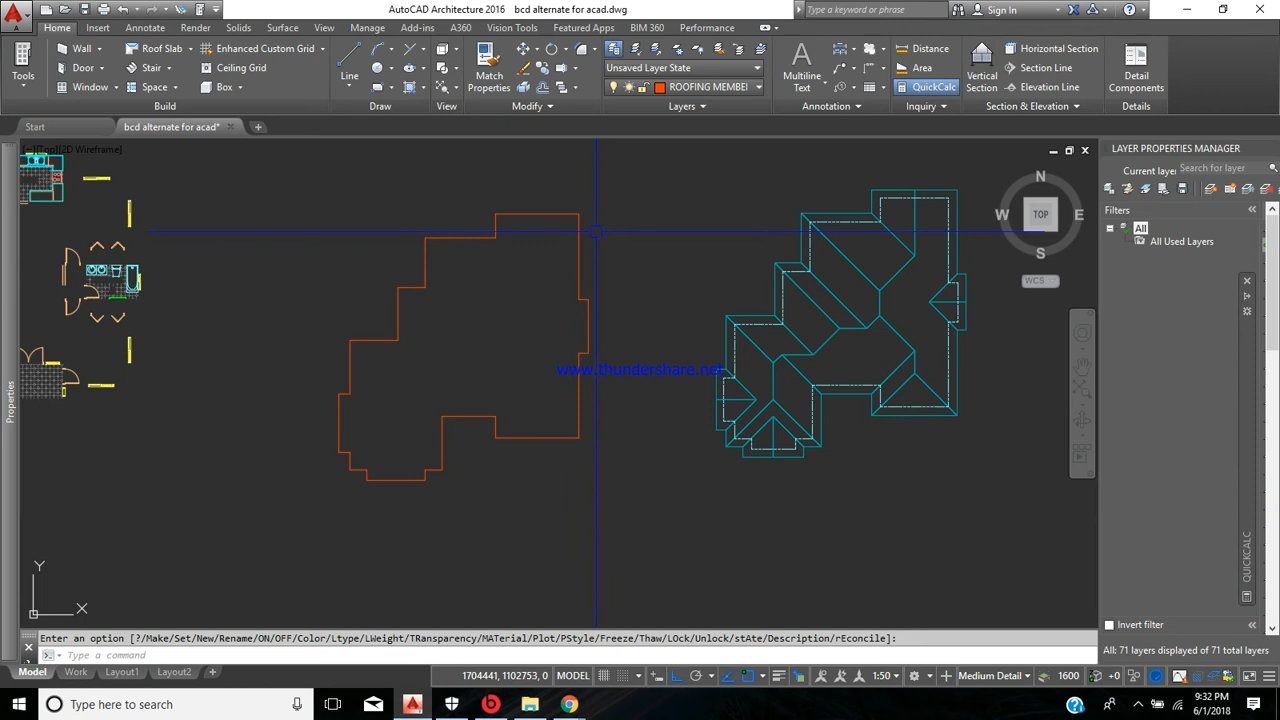 AutoCAD Architecture 2016 bcd alternate for acad.dwg
Type a keyword or phrase
Sign In
Home Insert Annotate Render Solids Surface Manage Add-ins A360 Vision Tools Featured Apps BIM 360 Performance
Tools
Wall
Door
Window
Roof Slab
Stair
Space
Enhanced Custom Grid
Ceiling Grid
Box
Line
Match
Properties
Unsaved Layer State
ROOFING MEMBE
Multiline
Text
Distance
Area
QuickCalc
Vertical
Section
Horizontal Section
Section Line
Elevation Line
Detail
Components
Build Draw View Modify Layers Annotation Inquiry Section & Elevation Details
Start
bcd alternate for acad*
[−][Top][2D Wireframe]
Properties
www.thundershare.net
N
W TOP E
S
WCS
Y
X
LAYER PROPERTIES MANAGER
Current layer
Search for layer
Filters
All
All Used Layers
QUICKCALC
Invert filter
All: 71 layers displayed of 71 total layers
Enter an option [?/Make/Set/New/Rename/ON/OFF/Color/Ltype/LWeight/TRansparency/MATerial/Plot/PStyle/Freeze/Thaw/LOck/Unlock/stAte/Description/rEconcile]:
Type a command
Model Work Layout1 Layout2
1704441, 1102753, 0 MODEL 1:50 Medium Detail 1600 +0
Type here to search
9:32 PM
6/1/2018